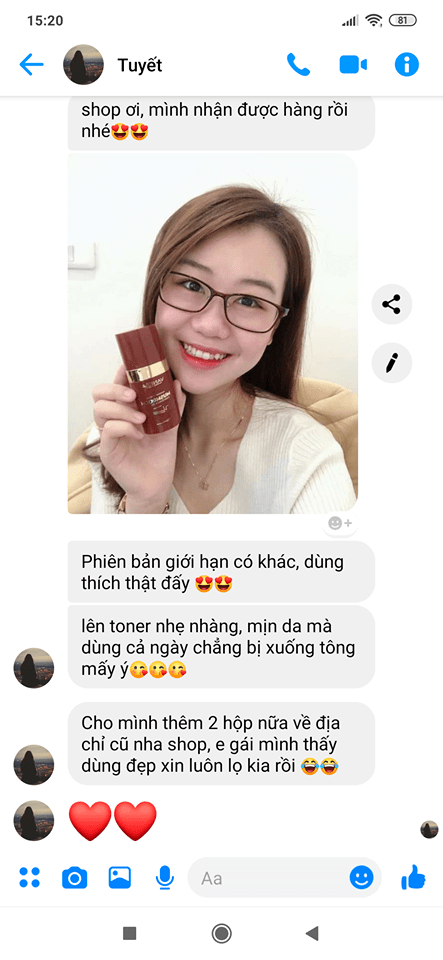 15:20
81
Tuyết
shop ơi, mình nhận được hàng rồi
nhé😍😍
Phiên bản giới hạn có khác, dùng
thích thật đấy 😍😍
lên toner nhẹ nhàng, mịn da mà
dùng cả ngày chẳng bị xuống tông
mấy ý😘😘😘
Cho mình thêm 2 hộp nữa về địa
chỉ cũ nha shop, e gái mình thấy
dùng đẹp xin luôn lọ kia rồi 😂😂
❤️❤️
Aa